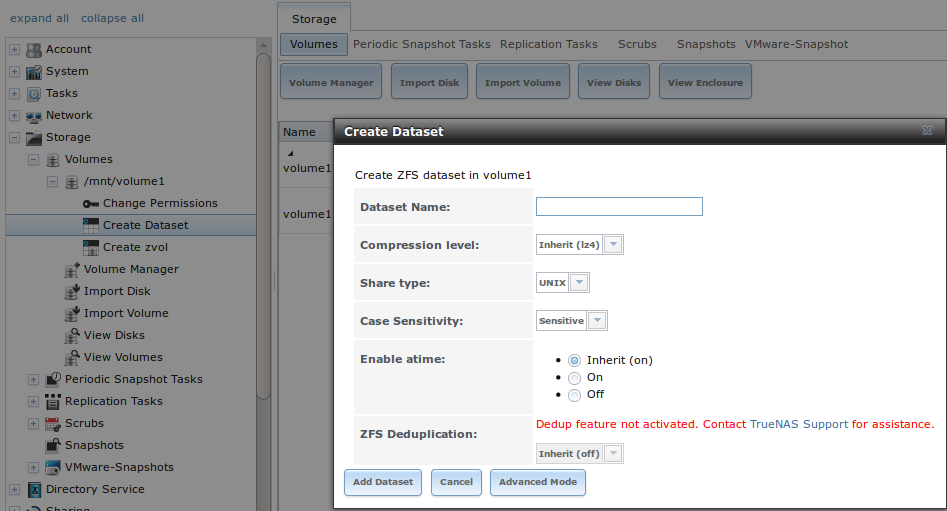 expand all collapse all
Account
System
Tasks
Network
Storage
Volumes
/mnt/volume1
Change Permissions
Create Dataset
Create zvol
Volume Manager
Import Disk
Import Volume
View Disks
View Volumes
Periodic Snapshot Tasks
Replication Tasks
Scrubs
Snapshots
VMware-Snapshots
Directory Service
Sharing
Storage
Volumes Periodic Snapshot Tasks Replication Tasks Scrubs Snapshots VMware-Snapshot
Volume Manager Import Disk Import Volume View Disks View Enclosure
Name
volume1
volume1
Create Dataset
Create ZFS dataset in volume1
Dataset Name:
Compression level: Inherit (lz4)
Share type: UNIX
Case Sensitivity: Sensitive
Enable atime: Inherit (on)
On
Off
ZFS Deduplication: Dedup feature not activated. Contact TrueNAS Support for assistance.
Inherit (off)
Add Dataset Cancel Advanced Mode